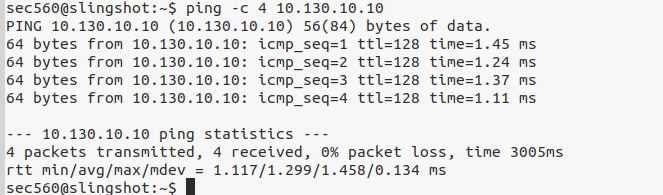 sec560@slingshot:~$ ping -c 4 10.130.10.10
PING 10.130.10.10 (10.130.10.10) 56(84) bytes of data.
64 bytes from 10.130.10.10: icmp_seq=1 ttl=128 time=1.45 ms
64 bytes from 10.130.10.10: icmp_seq=2 ttl=128 time=1.24 ms
64 bytes from 10.130.10.10: icmp_seq=3 ttl=128 time=1.37 ms
64 bytes from 10.130.10.10: icmp_seq=4 ttl=128 time=1.11 ms

--- 10.130.10.10 ping statistics ---
4 packets transmitted, 4 received, 0% packet loss, time 3005ms
rtt min/avg/max/mdev = 1.117/1.299/1.458/0.134 ms
sec560@slingshot:~$